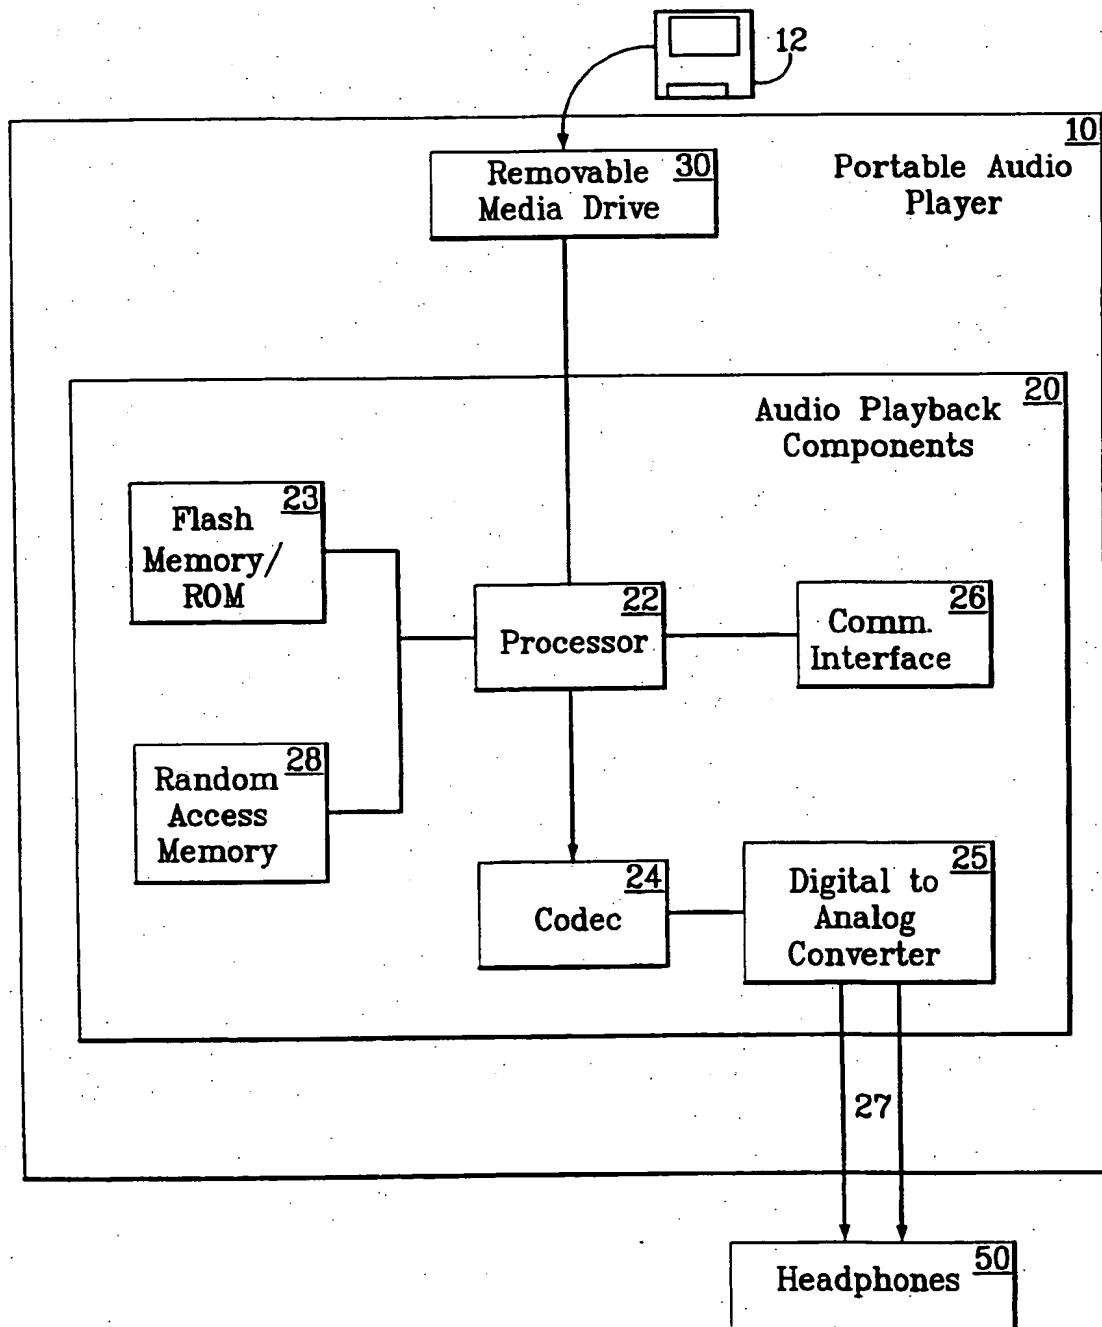 12
10
Portable Audio
Player
30
Removable
Media Drive
20
Audio Playback
Components
23
Flash
Memory/
ROM
22
Processor
26
Comm.
Interface
28
Random
Access
Memory
24
Codec
25
Digital to
Analog
Converter
27
50
Headphones